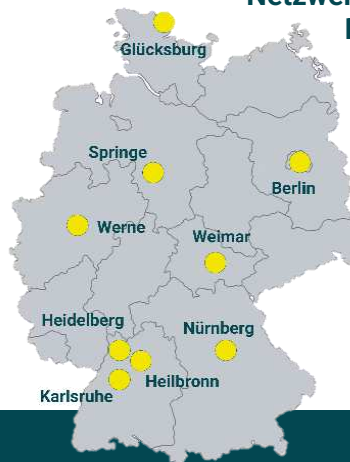 Glücksburg
Springe
Berlin
Werne
Weimar
Heidelberg
Nürnberg
Heilbronn
Karlsruhe